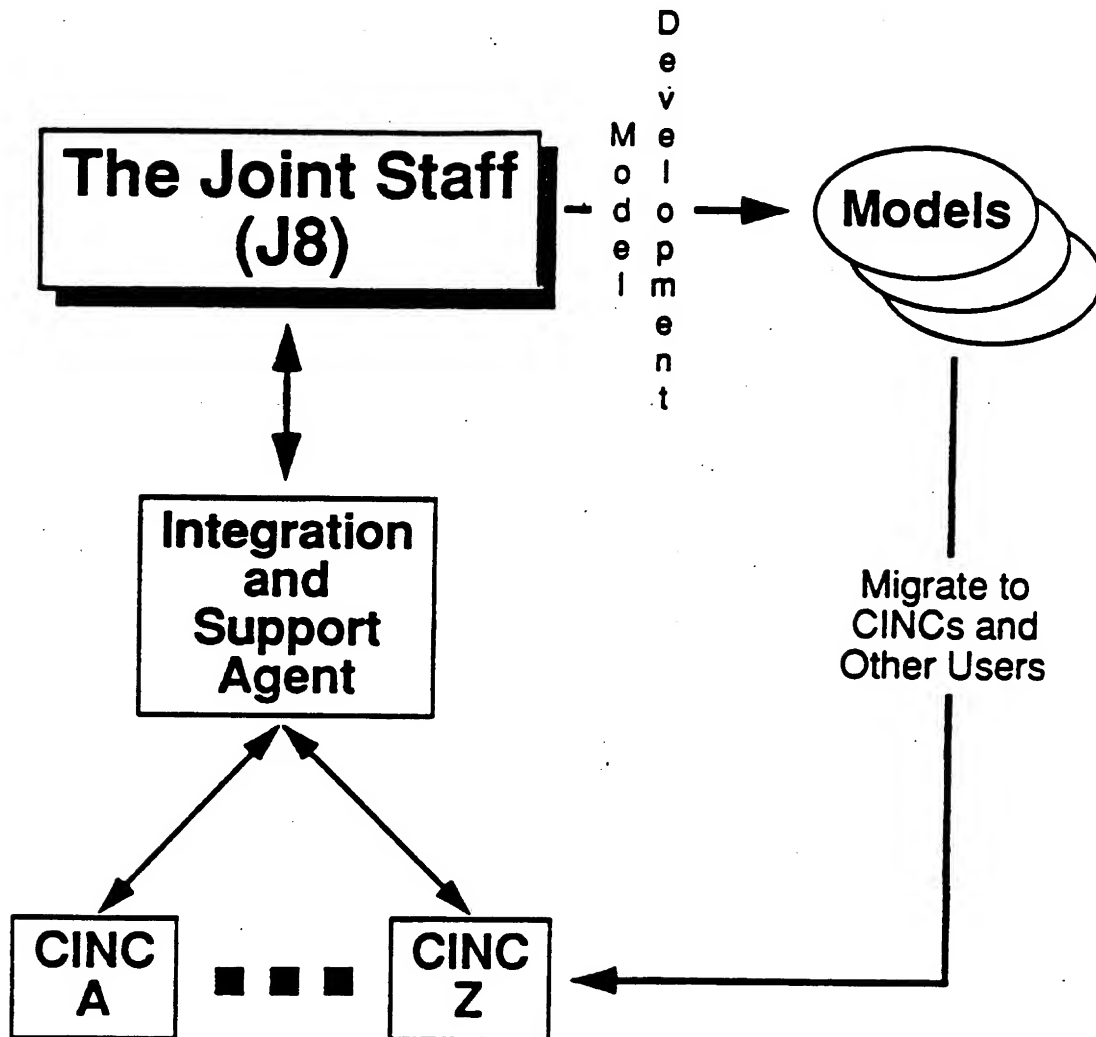 The Joint Staff
(J8)
Model
Development
Models
Integration
and
Support
Agent
Migrate to
CINCs and
Other Users
CINC
A
CINC
Z